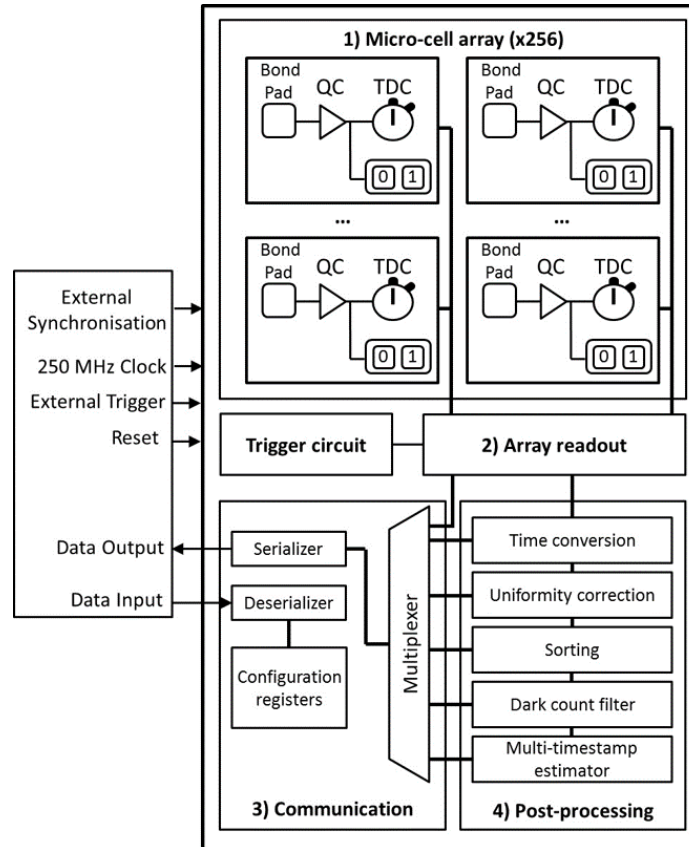 1) Micro-cell array (x256)
Bond
Pad
QC
TDC
0 1
Bond
Pad
QC
TDC
0 1
...
...
Bond
Pad
QC
TDC
0 1
Bond
Pad
QC
TDC
0 1
External
Synchronisation
250 MHz Clock
External Trigger
Reset
Data Output
Data Input
Trigger circuit
2) Array readout
Serializer
Deserializer
Configuration
registers
Multiplexer
3) Communication
Time conversion
Uniformity correction
Sorting
Dark count filter
Multi-timestamp
estimator
4) Post-processing